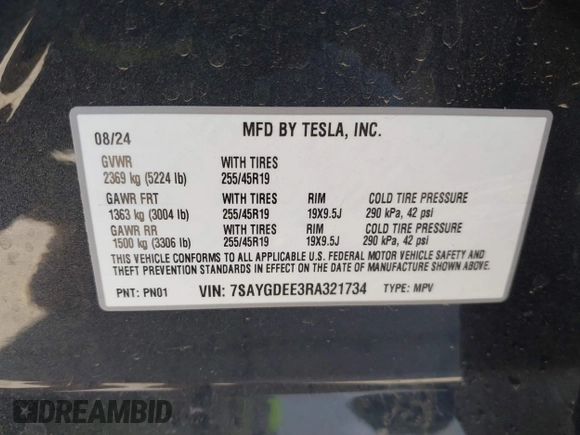 08/24 MFD BY TESLA, INC.
GVWR WITH TIRES
2369 kg (5224 lb) 255/45R19
GAWR FRT WITH TIRES RIM COLD TIRE PRESSURE
1363 kg (3004 lb) 255/45R19 19X9.5J 290 kPa, 42 psi
GAWR RR WITH TIRES RIM COLD TIRE PRESSURE
1500 kg (3306 lb) 255/45R19 19X9.5J 290 kPa, 42 psi
THIS VEHICLE CONFORMS TO ALL APPLICABLE U.S. FEDERAL MOTOR VEHICLE SAFETY AND
THEFT PREVENTION STANDARDS IN EFFECT ON THE DATE OF MANUFACTURE SHOWN ABOVE.
PNT: PN01 VIN: 7SAYGDEE3RA321734 TYPE: MPV
DREAMBID